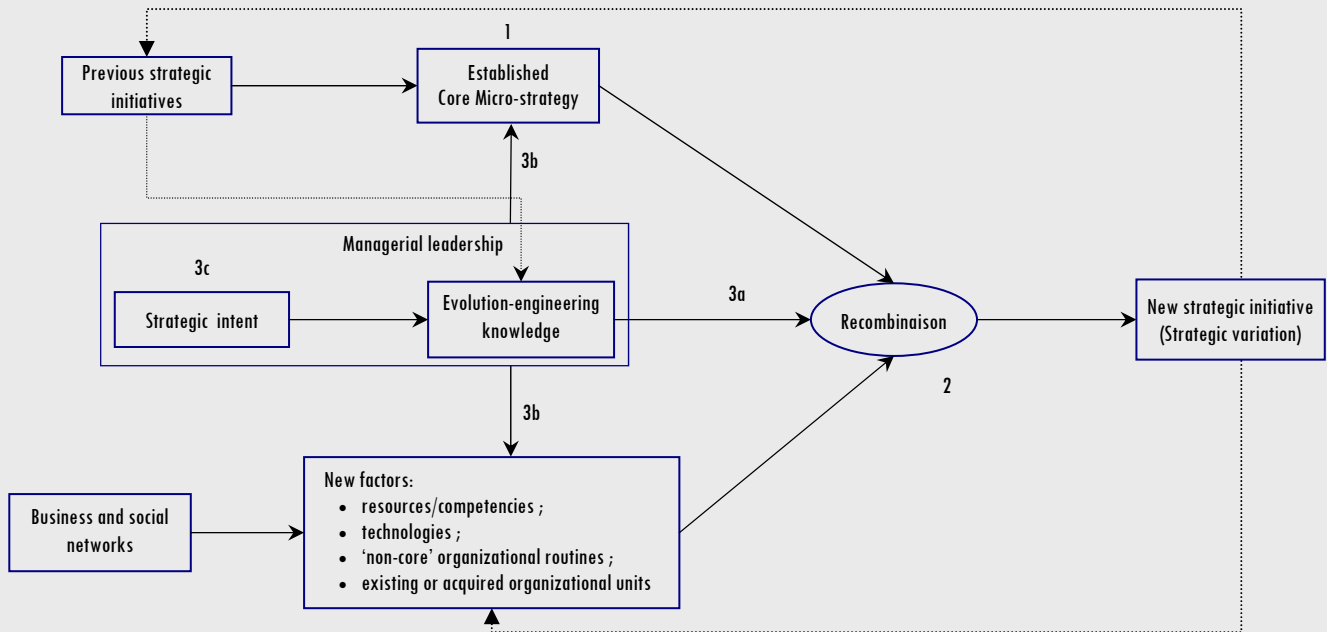 1
Previous strategic
initiatives
Established
Core Micro-strategy
3b
Managerial leadership
3c
Strategic intent
Evolution-engineering
knowledge
3a
Recombinaison
New strategic initiative
(Strategic variation)
2
3b
Business and social
networks
New factors:
• resources/competencies ;
• technologies ;
• ‘non-core’ organizational routines ;
• existing or acquired organizational units